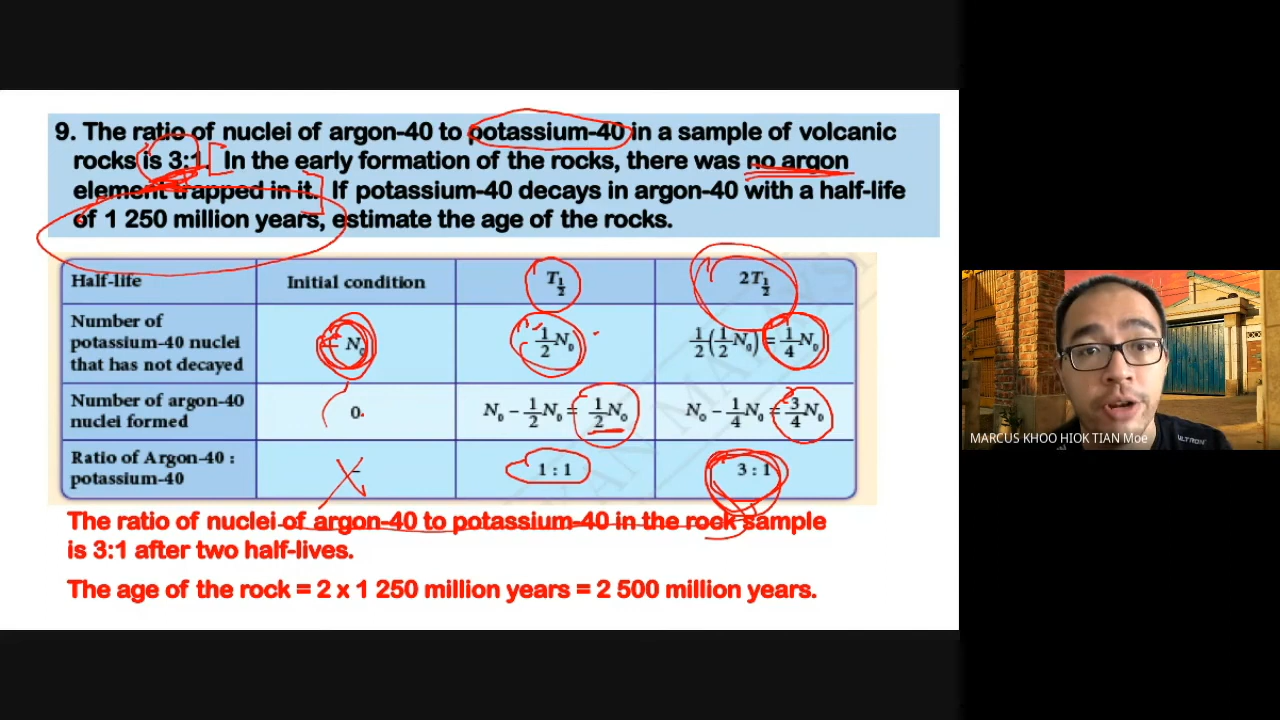 9. The ratio of nuclei of argon-40 to potassium-40 in a sample of volcanic
rocks is 3:1. In the early formation of the rocks, there was no argon
element trapped in it. If potassium-40 decays in argon-40 with a half-life
of 1 250 million years, estimate the age of the rocks.
Half-life Initial condition T½ 2T½
Number of
potassium-40 nuclei
that has not decayed
= N₀ ½N₀ ½(½N₀) = ¼N₀
Number of argon-40
nuclei formed
0 N₀ − ½N₀ = ½N₀ N₀ − ¼N₀ = ¾N₀
Ratio of Argon-40 :
potassium-40
– 1 : 1 3 : 1
The ratio of nuclei of argon-40 to potassium-40 in the rock sample
is 3:1 after two half-lives.
The age of the rock = 2 x 1 250 million years = 2 500 million years.
MARCUS KHOO HIOK TIAN Moe
ULTRON